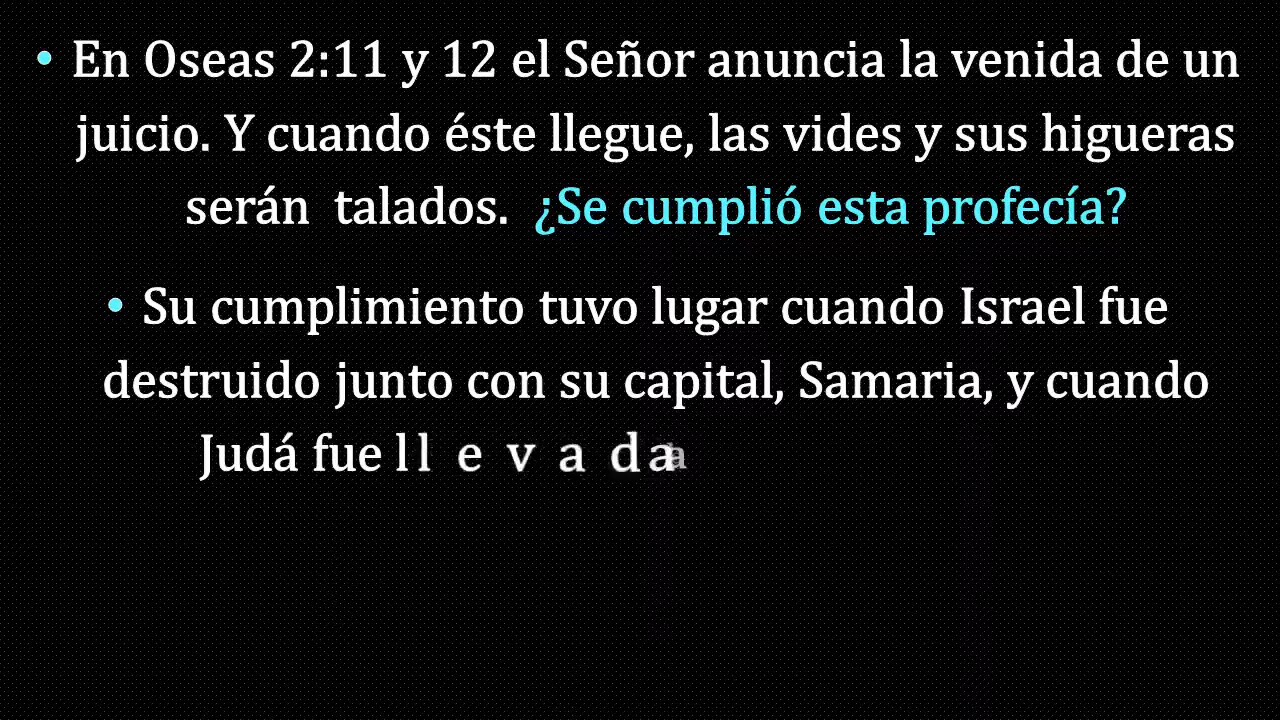 • En Oseas 2:11 y 12 el Señor anuncia la venida de un
juicio. Y cuando éste llegue, las vides y sus higueras
serán talados. ¿Se cumplió esta profecía?
• Su cumplimiento tuvo lugar cuando Israel fue
destruido junto con su capital, Samaria, y cuando
Judá fue llevada